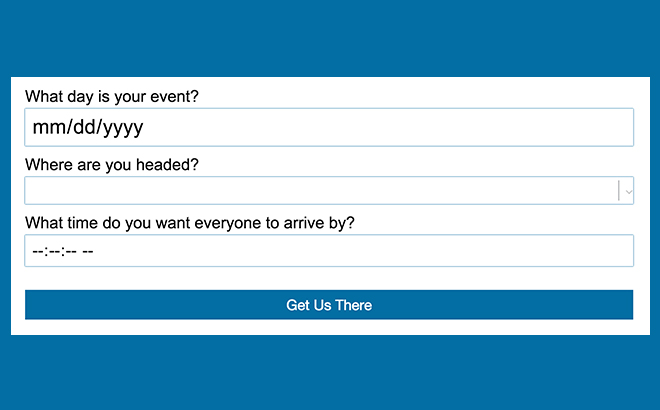 What day is your event?
mm/dd/yyyy
Where are you headed?
What time do you want everyone to arrive by?
--:--:-- --
Get Us There